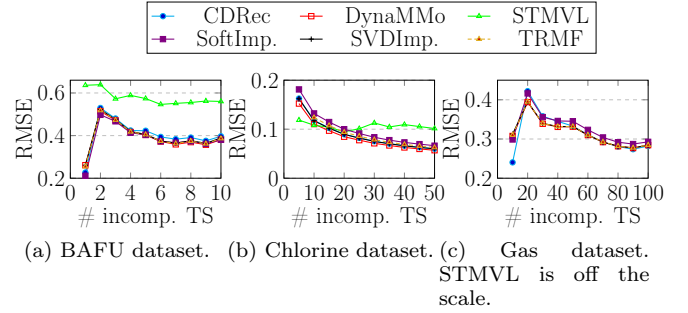 CDRec DynaMMo STMVL
SoftImp. SVDImp. TRMF
RMSE
0.6
0.4
0.2
0 2 4 6 8 10
# incomp. TS
(a) BAFU dataset.
RMSE
0.2
0.1
0
0 10 20 30 40 50
# incomp. TS
(b) Chlorine dataset.
RMSE
0.4
0.3
0.2
0 20 40 60 80 100
# incomp. TS
(c) Gas dataset.
STMVL is off the
scale.